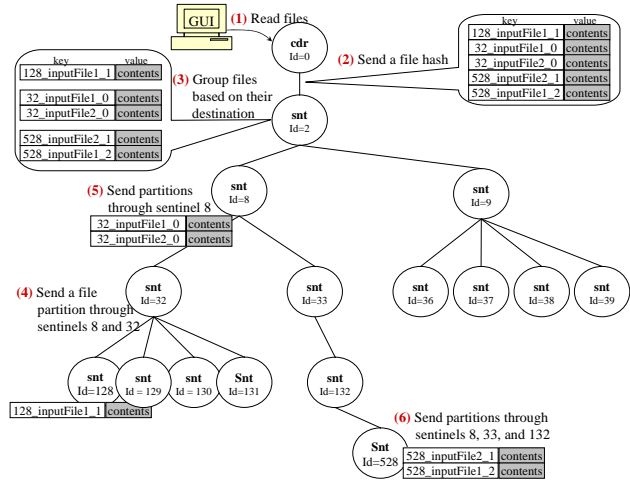 GUI
(1) Read files
cdr
Id=0
(2) Send a file hash
key value
128_inputFile1_1 contents
32_inputFile1_0 contents
32_inputFile2_0 contents
528_inputFile2_1 contents
528_inputFile1_2 contents
key value
128_inputFile1_1 contents
32_inputFile1_0 contents
32_inputFile2_0 contents
528_inputFile2_1 contents
528_inputFile1_2 contents
(3) Group files
based on their
destination
snt
Id=2
(5) Send partitions
through sentinel 8
32_inputFile1_0 contents
32_inputFile2_0 contents
snt
Id=8
snt
Id=9
(4) Send a file
partition through
sentinels 8 and 32
snt
Id=32
snt
Id=33
snt
Id=36
snt
Id=37
snt
Id=38
snt
Id=39
snt
Id=128
snt
Id = 129
snt
Id = 130
Snt
Id=131
snt
Id=132
128_inputFile1_1 contents
(6) Send partitions through
sentinels 8, 33, and 132
Snt
Id=528
528_inputFile2_1 contents
528_inputFile1_2 contents